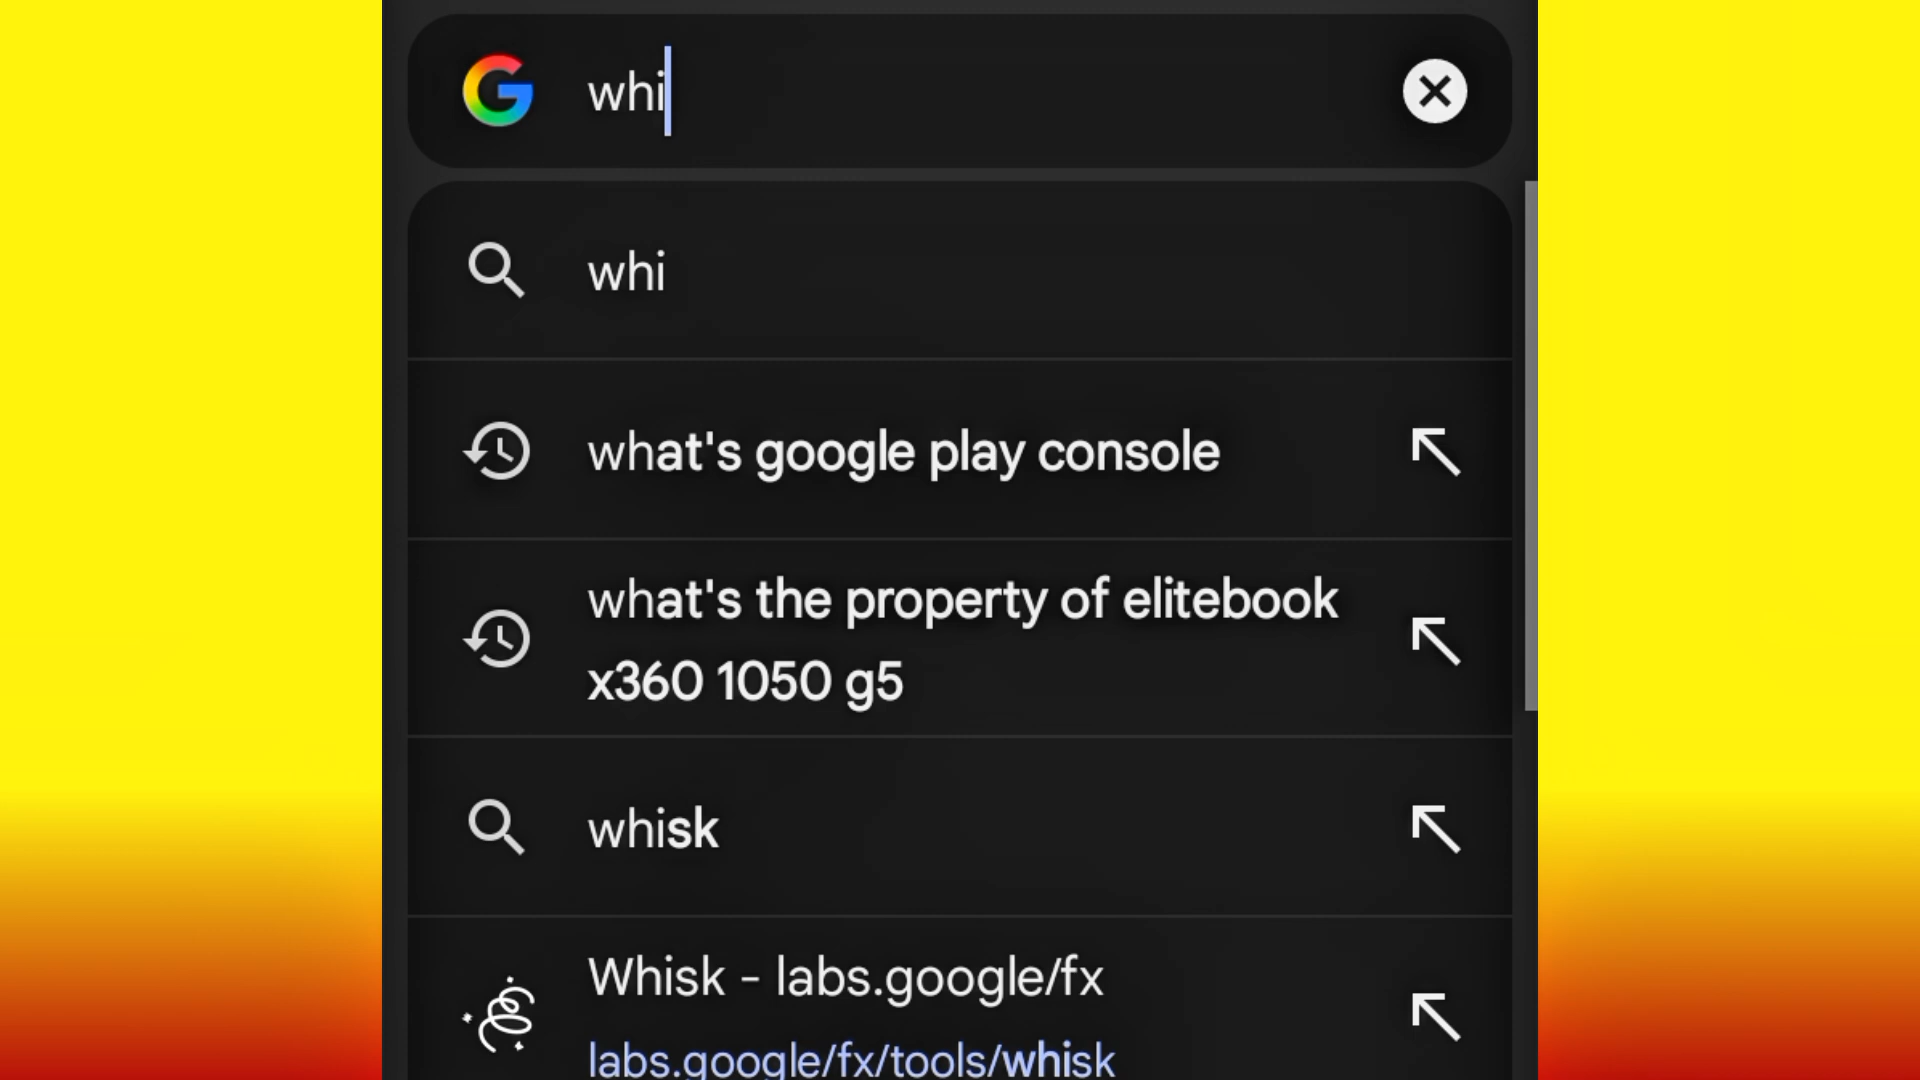 whi
whi
what's google play console
what's the property of elitebook
x360 1050 g5
whisk
Whisk - labs.google/fx
labs.google/fx/tools/whisk